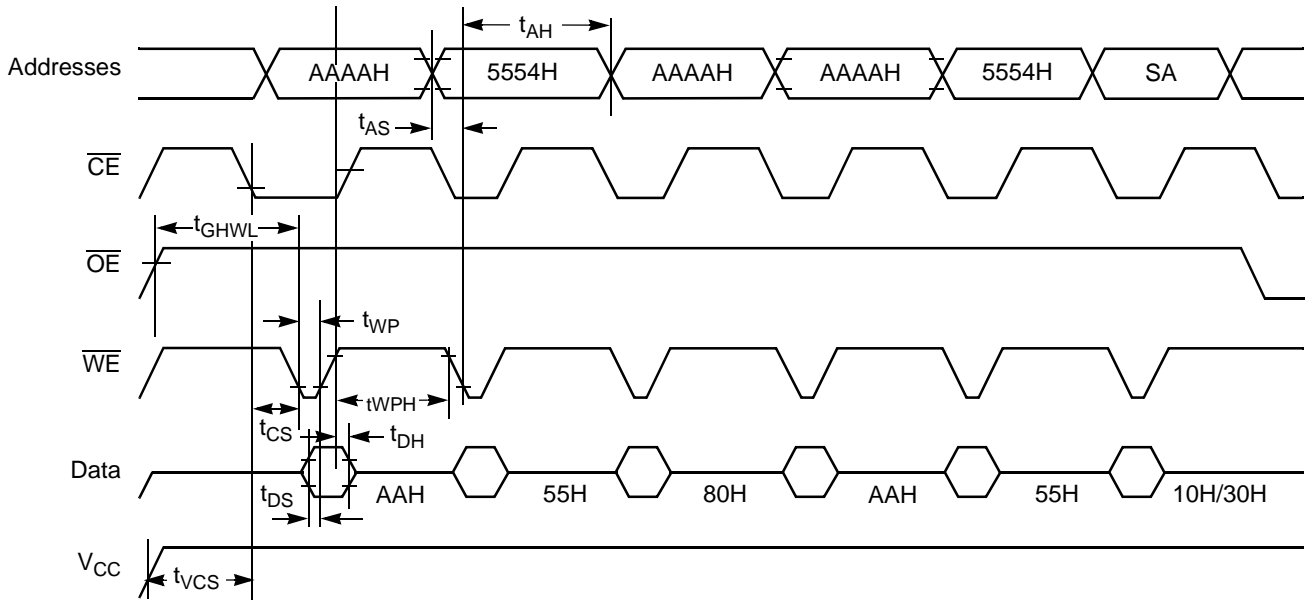 tAH
Addresses AAAAH 5554H AAAAH AAAAH 5554H SA
tAS
CE
tGHWL
OE
tWP
WE
tWPH
tCS tDH
Data
tDS AAH 55H 80H AAH 55H 10H/30H
VCC
tVCS